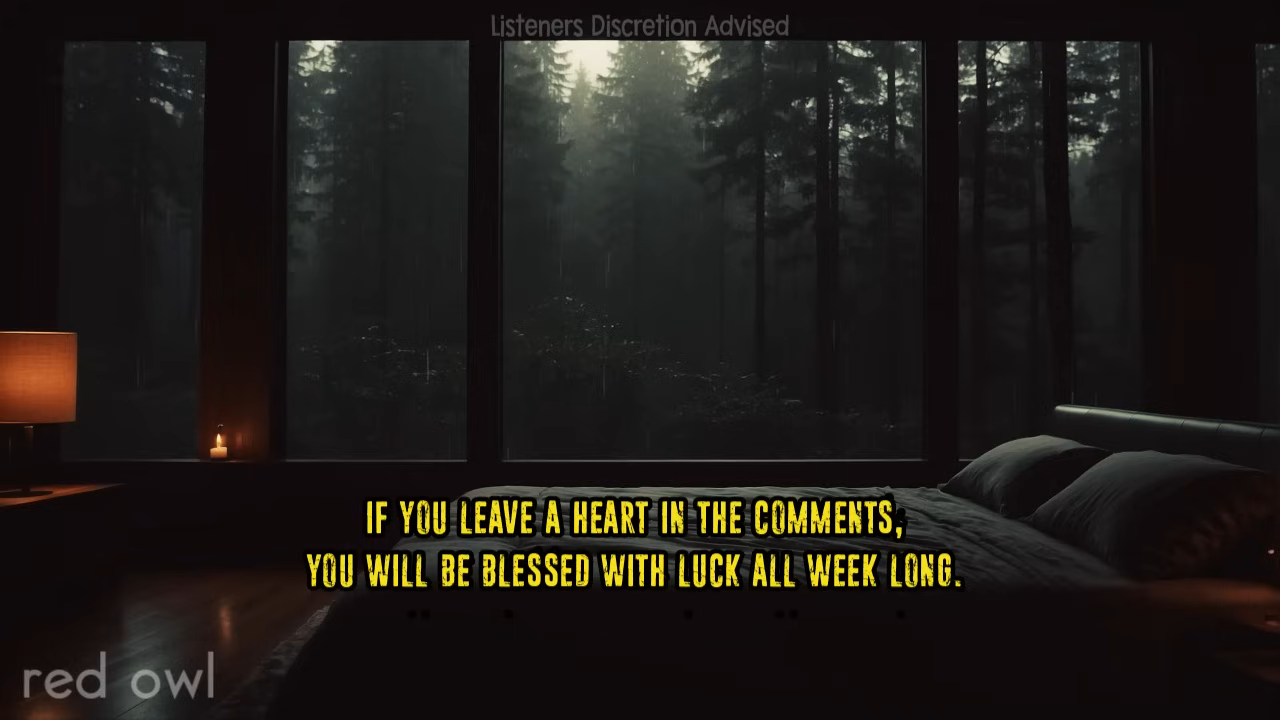 Listeners Discretion Advised
IF YOU LEAVE A HEART IN THE COMMENTS,
YOU WILL BE BLESSED WITH LUCK ALL WEEK LONG.
red owl